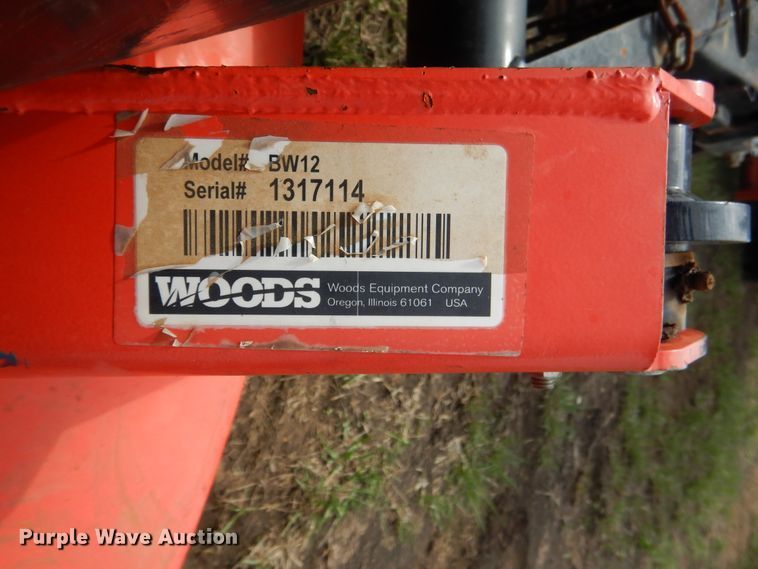 Model# BW12
Serial# 1317114
WOODS
Woods Equipment Company
Oregon, Illinois 61061 USA
Purple Wave Auction®